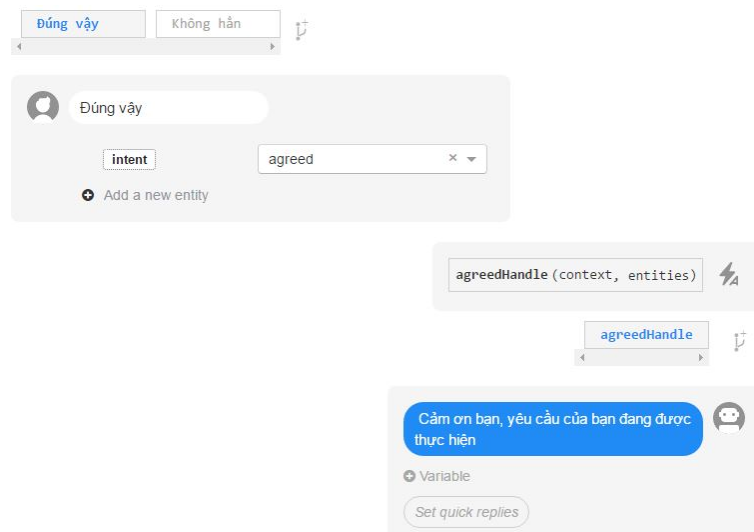 Đúng vậy Không hẳn
Đúng vậy
intent agreed
Add a new entity
agreedHandle(context, entities)
agreedHandle
Cảm ơn bạn, yêu cầu của bạn đang được
thực hiện
Variable
Set quick replies